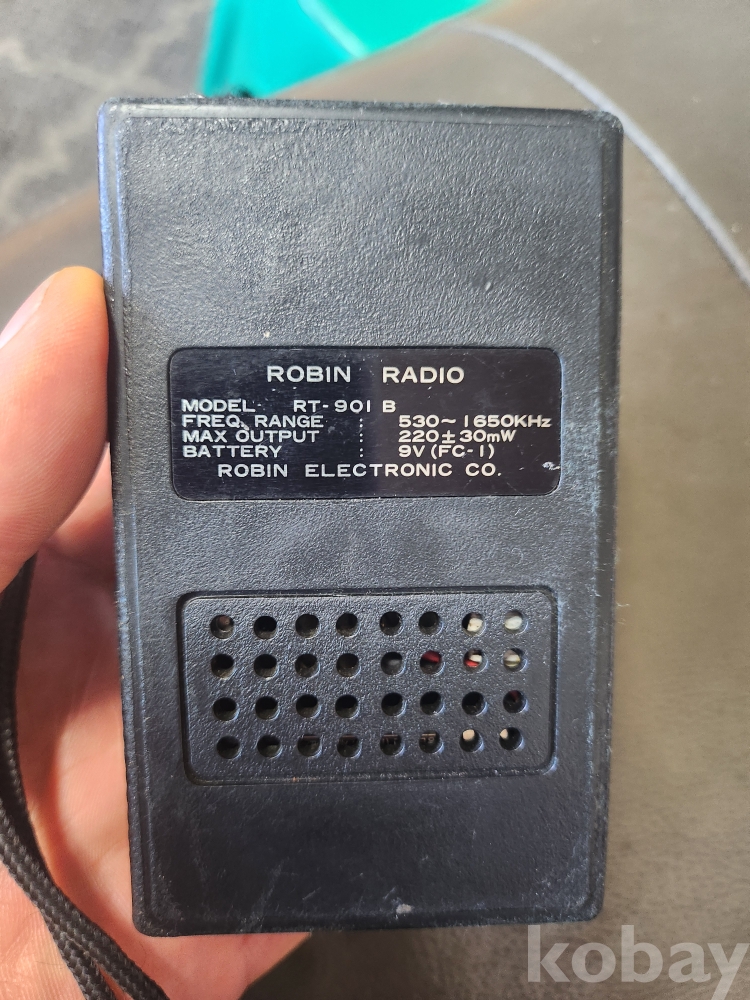 ROBIN RADIO
MODEL RT-901 B
FREQ. RANGE : 530~1650KHz
MAX OUTPUT : 220±30mW
BATTERY : 9V (FC-1)
ROBIN ELECTRONIC CO.
kobay